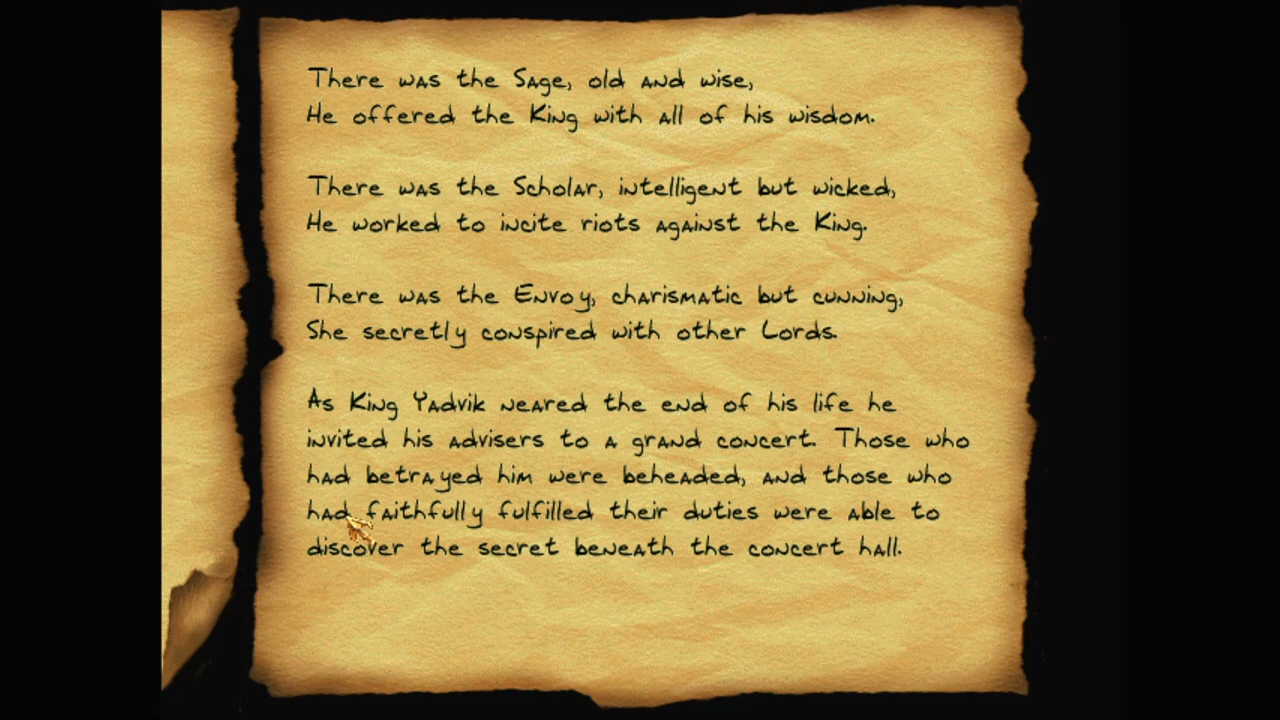 There was the Sage, old and wise,
He offered the King with all of his wisdom.
There was the Scholar, intelligent but wicked,
He worked to incite riots against the King.
There was the Envoy, charismatic but cunning,
She secretly conspired with other Lords.
As King Yadvik neared the end of his life he
invited his advisers to a grand concert. Those who
had betrayed him were beheaded, and those who
had faithfully fulfilled their duties were able to
discover the secret beneath the concert hall.